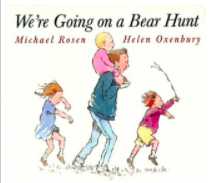 We're Going on a Bear Hunt
Michael Rosen Helen Oxenbury